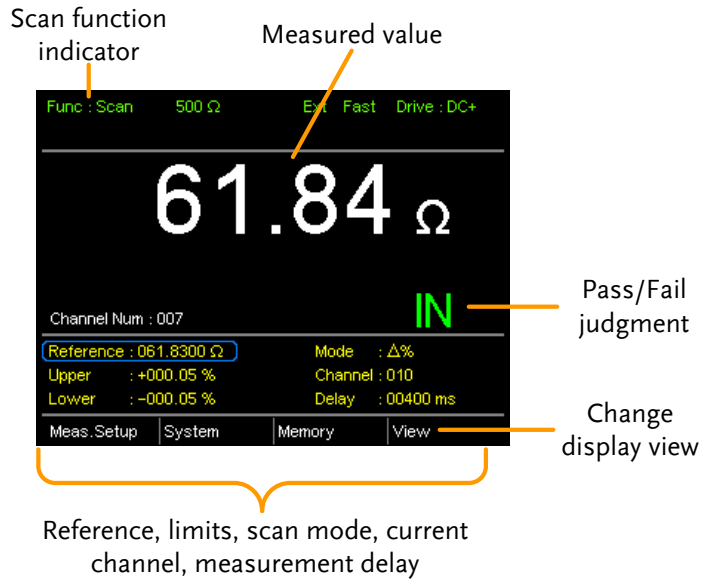 Scan function
indicator
Measured value
Func : Scan 500 Ω Ext Fast Drive : DC+
61.84 Ω
IN
Channel Num : 007
Pass/Fail
judgment
Reference : 061.8300 Ω Mode : Δ%
Upper : +000.05 % Channel : 010
Lower : −000.05 % Delay : 00400 ms
Meas.Setup System Memory View
Change
display view
Reference, limits, scan mode, current
channel, measurement delay